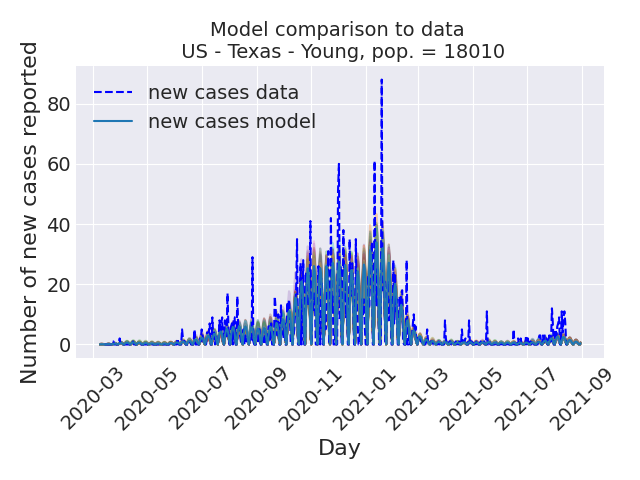 Model comparison to data
US - Texas - Young, pop. = 18010
Number of new cases reported
new cases data
new cases model
80
60
40
20
0
2020-03
2020-05
2020-07
2020-09
2020-11
2021-01
2021-03
2021-05
2021-07
2021-09
Day